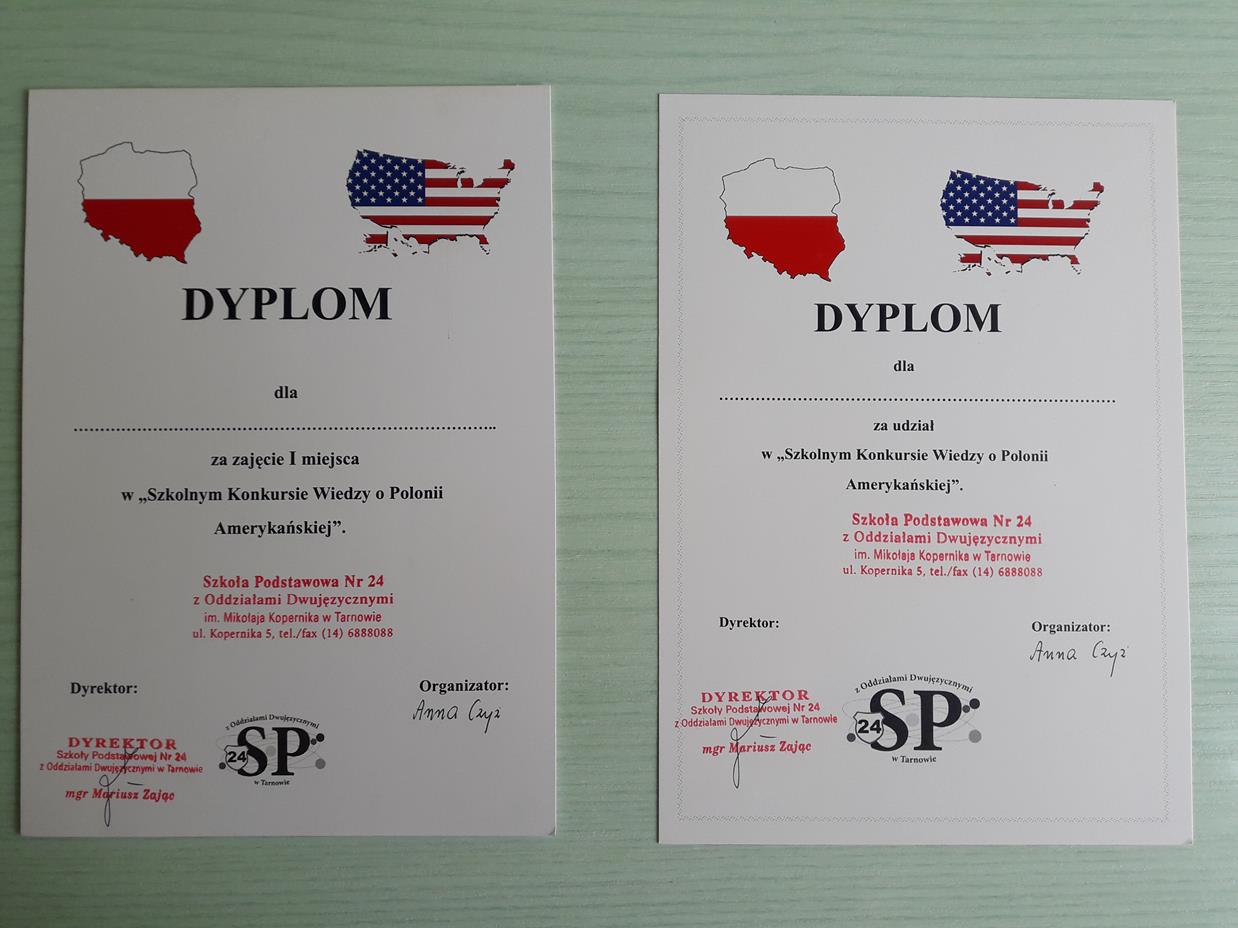 DYPLOM
dla
....................................................................................
za zajęcie I miejsca
w „Szkolnym Konkursie Wiedzy o Polonii
Amerykańskiej”.
Szkoła Podstawowa Nr 24
z Oddziałami Dwujęzycznymi
im. Mikołaja Kopernika w Tarnowie
ul. Kopernika 5, tel./fax (14) 6888088
Dyrektor:
Organizator:
Anna Czyż
DYREKTOR
Szkoły Podstawowej Nr 24
z Oddziałami Dwujęzycznymi w Tarnowie
mgr Mariusz Zając
z Oddziałami Dwujęzycznymi
24 SP
w Tarnowie
DYPLOM
dla
....................................................................................
za udział
w „Szkolnym Konkursie Wiedzy o Polonii
Amerykańskiej”.
Szkoła Podstawowa Nr 24
z Oddziałami Dwujęzycznymi
im. Mikołaja Kopernika w Tarnowie
ul. Kopernika 5, tel./fax (14) 6888088
Dyrektor:
Organizator:
Anna Czyż
DYREKTOR
Szkoły Podstawowej Nr 24
z Oddziałami Dwujęzycznymi w Tarnowie
mgr Mariusz Zając
z Oddziałami Dwujęzycznymi
24 SP
w Tarnowie